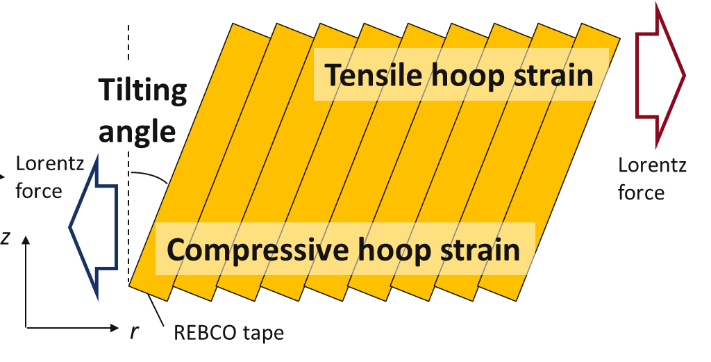 Tensile hoop strain
Tilting
angle
Lorentz
force
Lorentz
force
Compressive hoop strain
z
r
REBCO tape